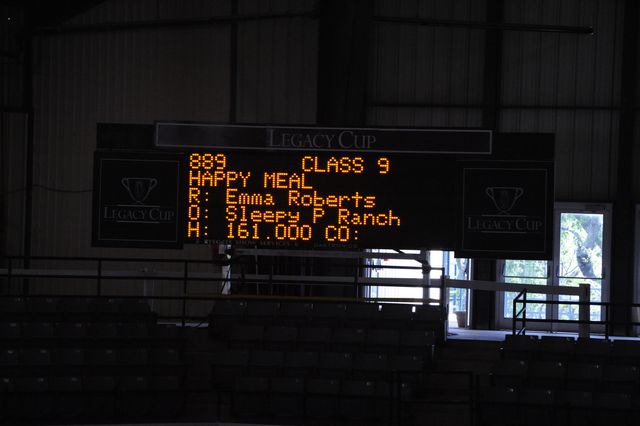 LEGACY CUP
889 CLASS 9
HAPPY MEAL
R: Emma Roberts
O: Sleepy P Ranch
H: 161.000 CO:
LEGACY CUP
LEGACY CUP